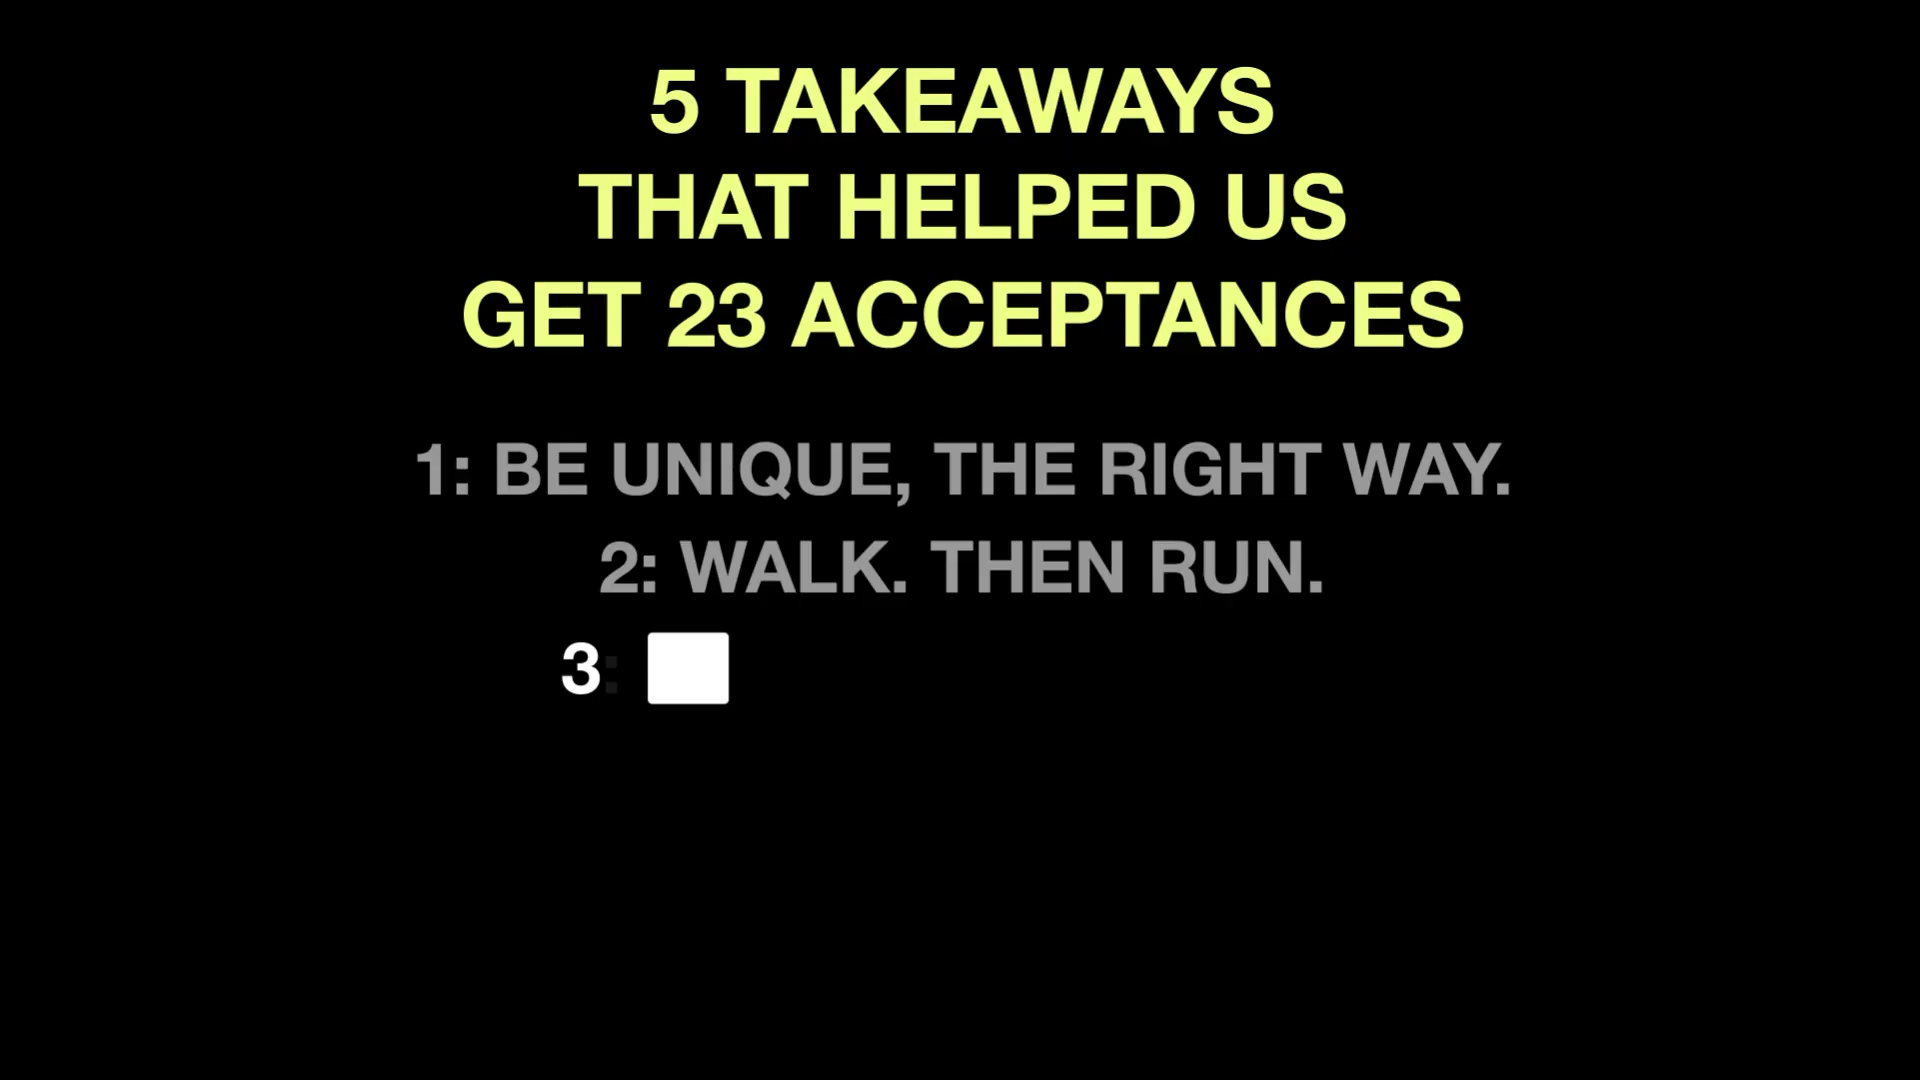 5 TAKEAWAYS
THAT HELPED US
GET 23 ACCEPTANCES
1: BE UNIQUE, THE RIGHT WAY.
2: WALK. THEN RUN.
3: